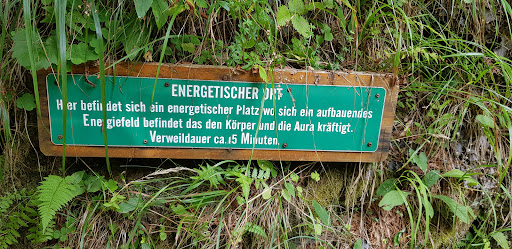 ENERGETISCHER ORT
Hier befindet sich ein energetischer Platz, wo sich ein aufbauendes
Energiefeld befindet das den Körper und die Aura kräftigt.
Verweildauer ca. 15 Minuten.